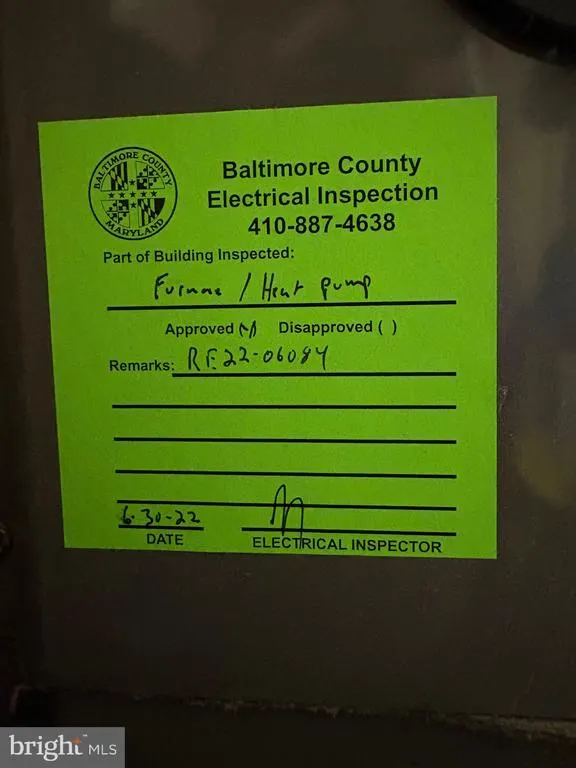 BALTIMORE COUNTY
MARYLAND
Baltimore County
Electrical Inspection
410-887-4638
Part of Building Inspected:
Furnace / Heat pump
Approved (✓) Disapproved ( )
Remarks: RE22-06084
6-30-22
DATE ELECTRICAL INSPECTOR
bright MLS